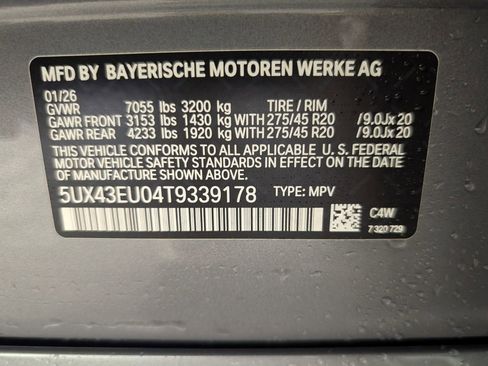 MFD BY BAYERISCHE MOTOREN WERKE AG
01/26
GVWR 7055 lbs 3200 kg TIRE / RIM
GAWR FRONT 3153 lbs 1430 kg WITH 275/45 R20 /9.0Jx20
GAWR REAR 4233 lbs 1920 kg WITH 275/45 R20 /9.0Jx20
THIS VEHICLE CONFORMS TO ALL APPLICABLE U.S. FEDERAL
MOTOR VEHICLE SAFETY STANDARDS IN EFFECT ON THE DATE
OF MANUFACTURE SHOWN ABOVE.
5UX43EU04T9339178 TYPE: MPV
C4W
7 320 729